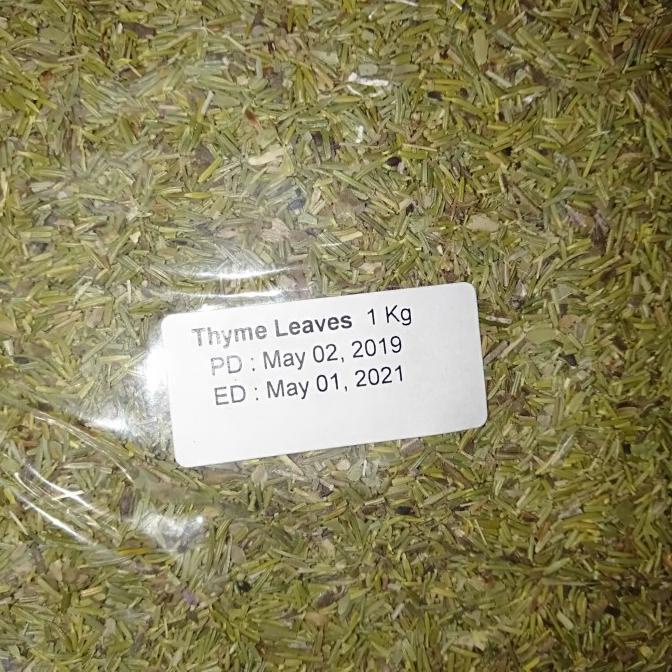 Thyme Leaves 1 Kg
PD : May 02, 2019
ED : May 01, 2021